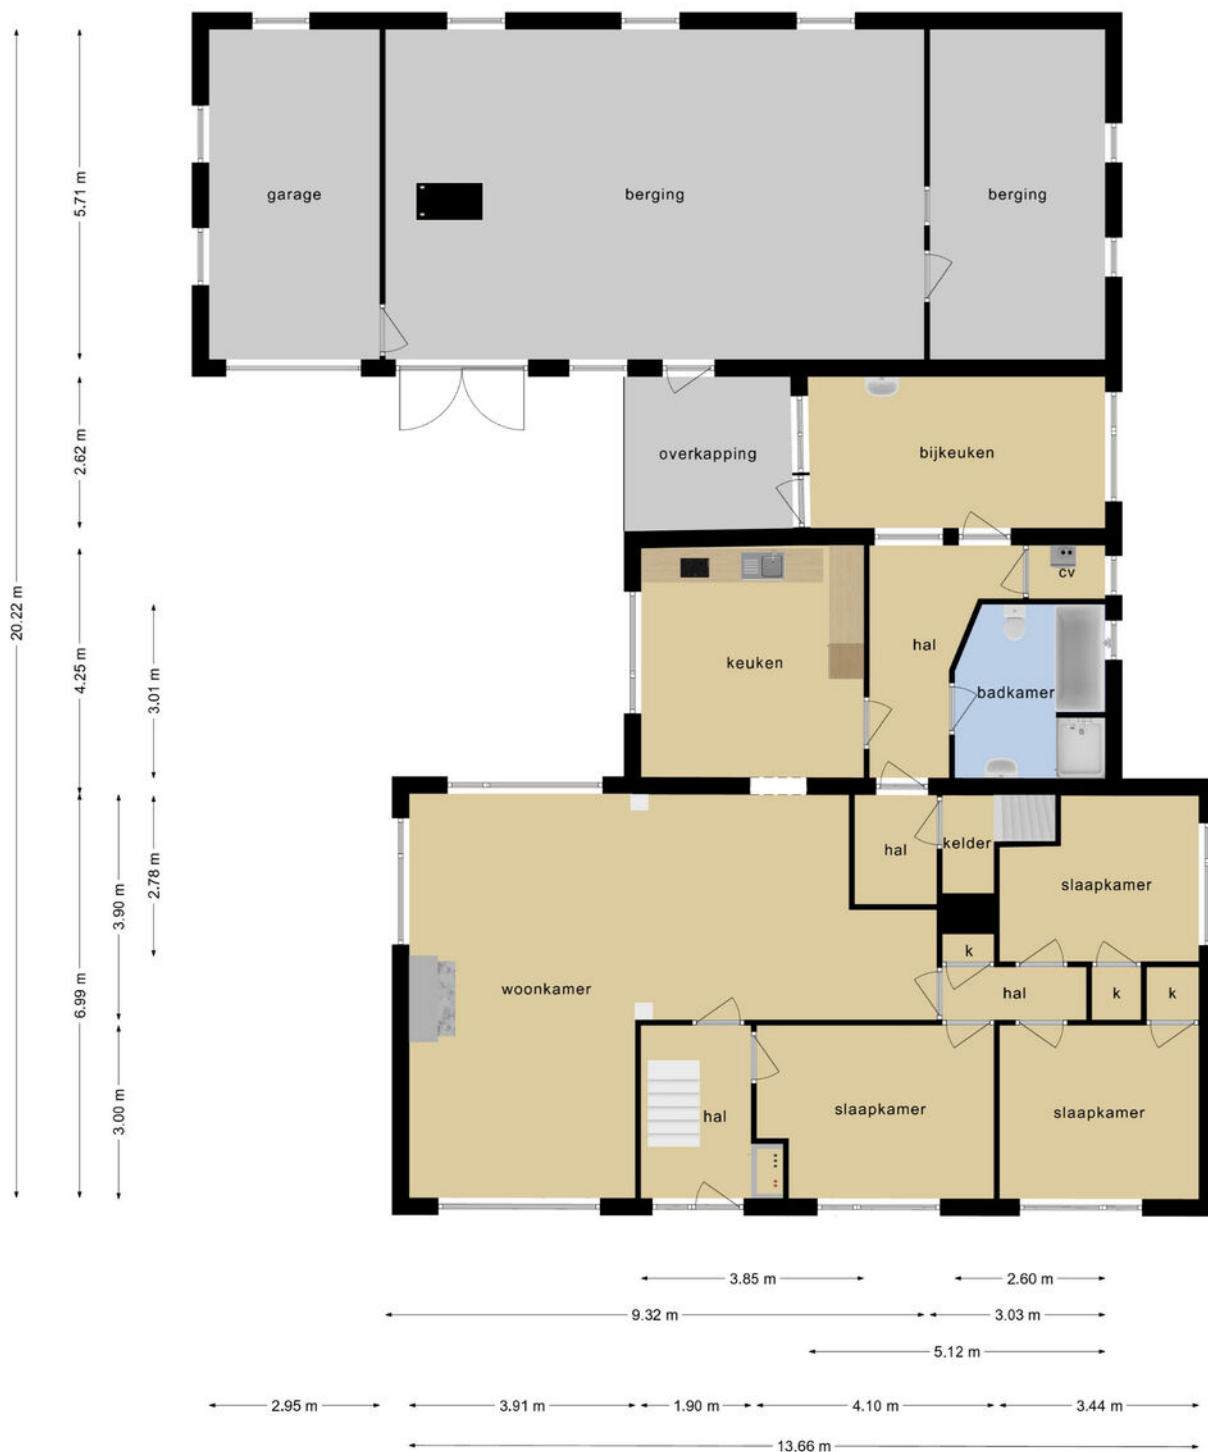 garage
berging
berging
5.71 m
overkapping
bijkeuken
2.62 m
20.22 m
cv
hal
keuken
badkamer
4.25 m
3.01 m
hal
kelder
slaapkamer
2.78 m
3.90 m
k
woonkamer
hal
k
k
6.99 m
slaapkamer
hal
slaapkamer
3.00 m
3.85 m
2.60 m
9.32 m
3.03 m
5.12 m
2.95 m
3.91 m
1.90 m
4.10 m
3.44 m
13.66 m